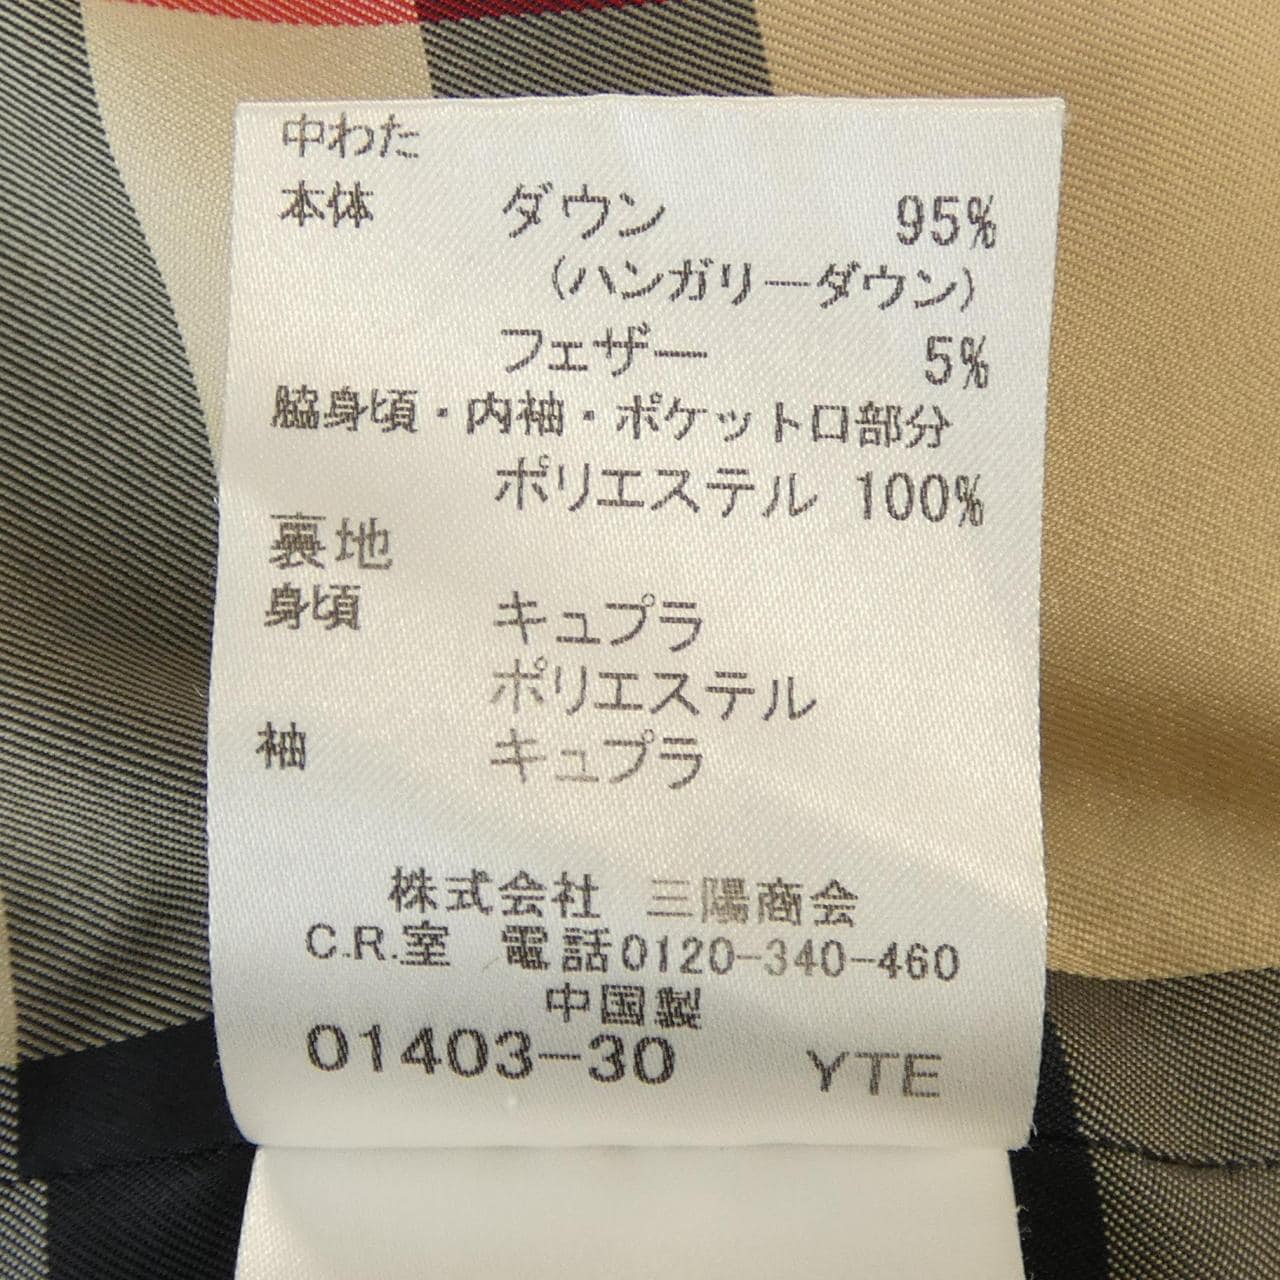 中わた
本体 ダウン 95%
(ハンガリーダウン)
フェザー 5%
脇身頃・内袖・ポケット口部分
ポリエステル 100%
裏地
身頃 キュプラ
ポリエステル
袖 キュプラ
株式会社 三陽商会
C.R.室 電話0120-340-460
中国製
01403-30 YTE